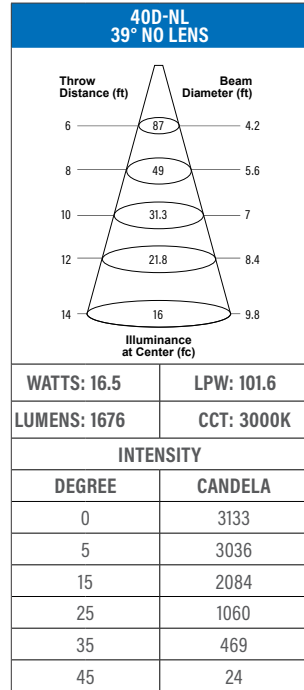 40D-NL
39° NO LENS
Throw Distance (ft) Beam Diameter (ft)
6 87 4.2
8 49 5.6
10 31.3 7
12 21.8 8.4
14 16 9.8
Illuminance
at Center (fc)
WATTS: 16.5 LPW: 101.6
LUMENS: 1676 CCT: 3000K
INTENSITY
DEGREE CANDELA
0 3133
5 3036
15 2084
25 1060
35 469
45 24